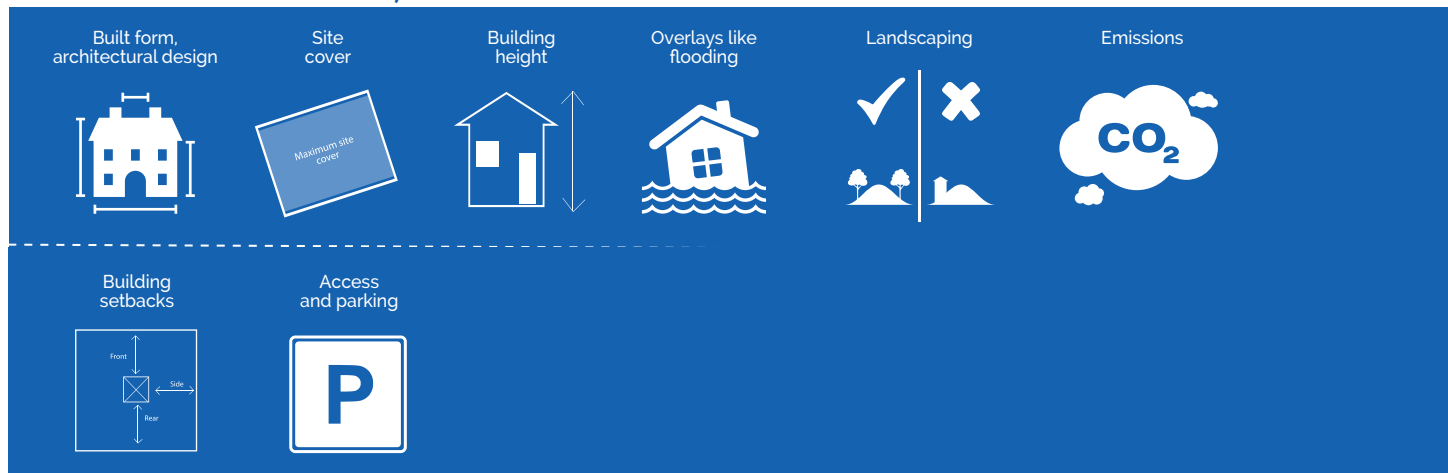 Built form,
architectural design
Site
cover
Building
height
Overlays like
flooding
Landscaping
Emissions
Maximum site
cover
CO₂
Building
setbacks
Access
and parking
Front
Side
Rear
P